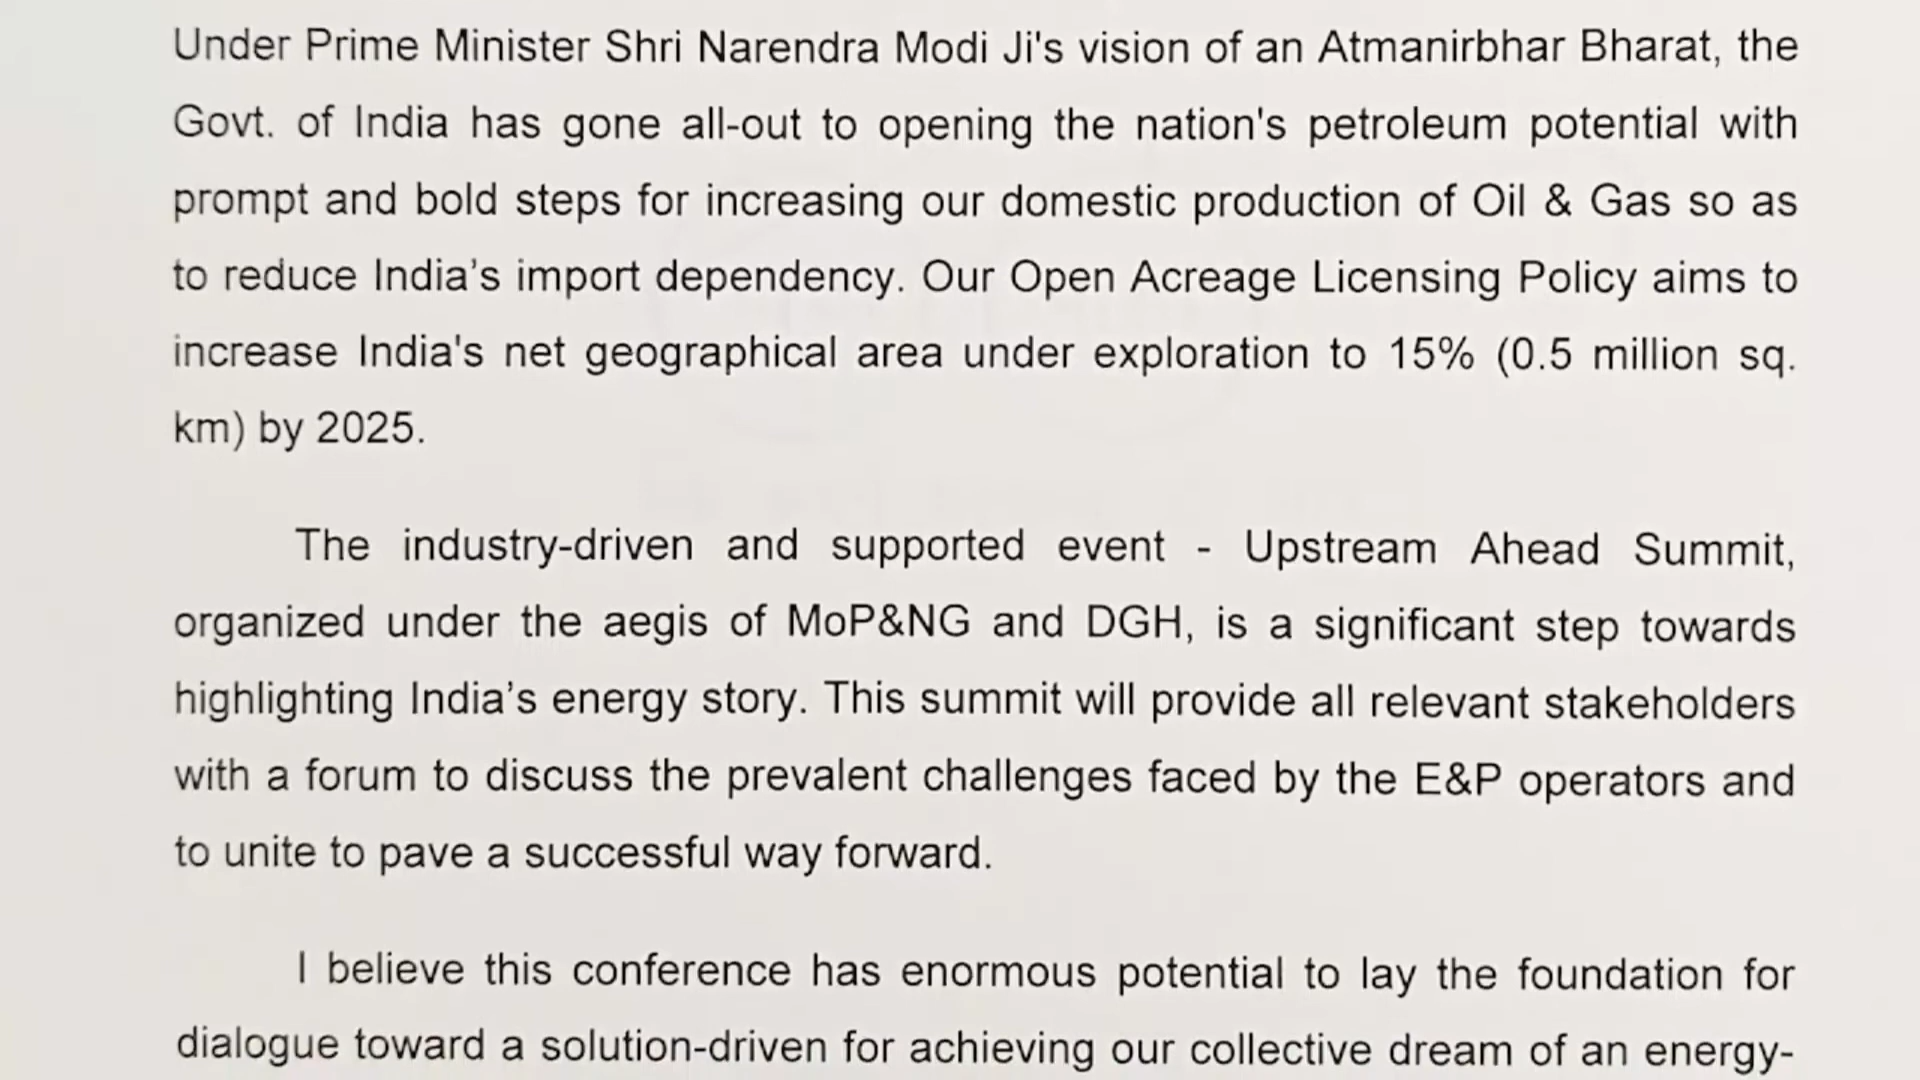 Under Prime Minister Shri Narendra Modi Ji's vision of an Atmanirbhar Bharat, the
Govt. of India has gone all-out to opening the nation's petroleum potential with
prompt and bold steps for increasing our domestic production of Oil & Gas so as
to reduce India’s import dependency. Our Open Acreage Licensing Policy aims to
increase India's net geographical area under exploration to 15% (0.5 million sq.
km) by 2025.
The industry-driven and supported event - Upstream Ahead Summit,
organized under the aegis of MoP&NG and DGH, is a significant step towards
highlighting India’s energy story. This summit will provide all relevant stakeholders
with a forum to discuss the prevalent challenges faced by the E&P operators and
to unite to pave a successful way forward.
I believe this conference has enormous potential to lay the foundation for
dialogue toward a solution-driven for achieving our collective dream of an energy-